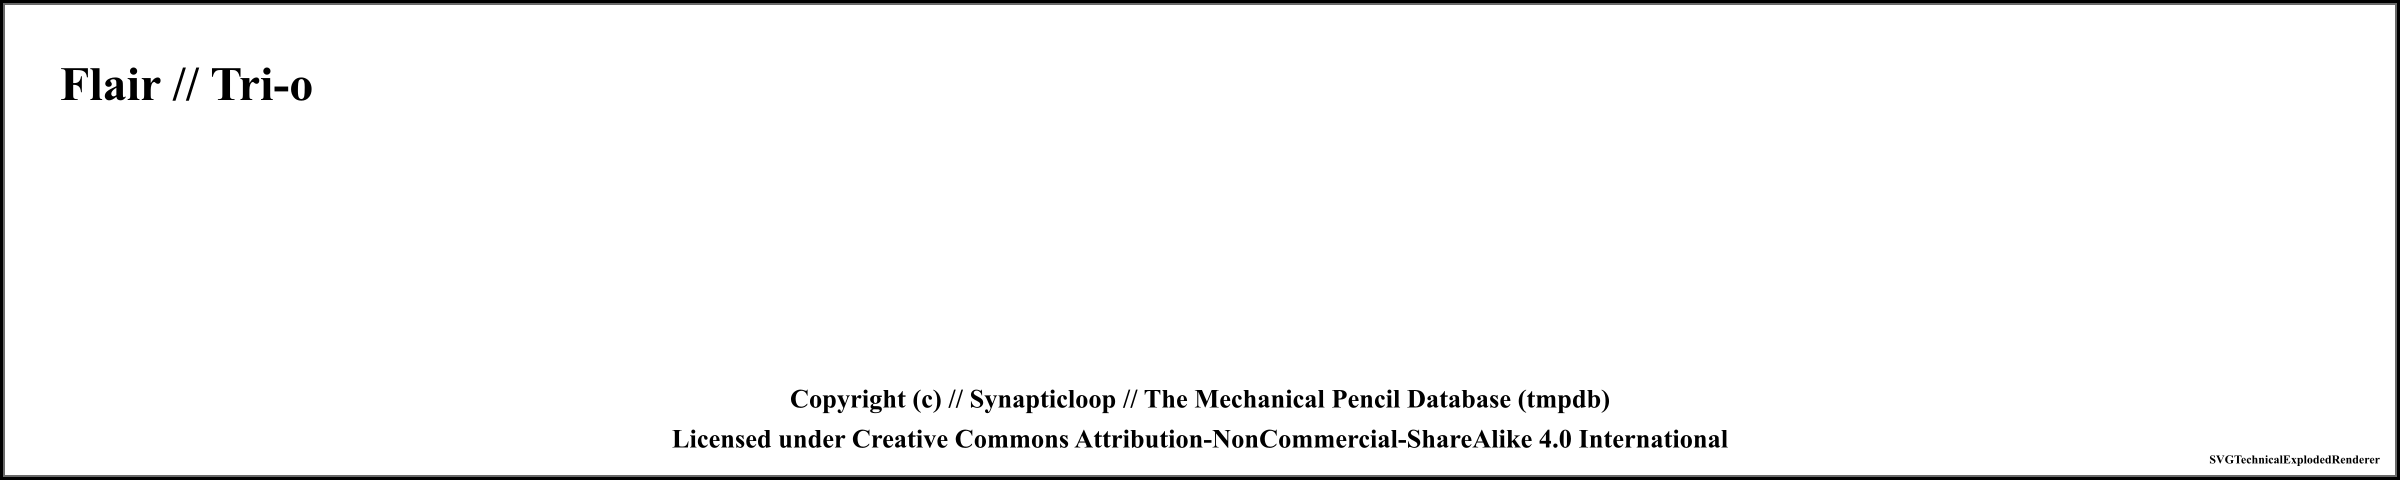 Flair // Tri-o
Copyright (c) // Synapticloop // The Mechanical Pencil Database (tmpdb)
Licensed under Creative Commons Attribution-NonCommercial-ShareAlike 4.0 International
SVGTechnicalExplodedRenderer